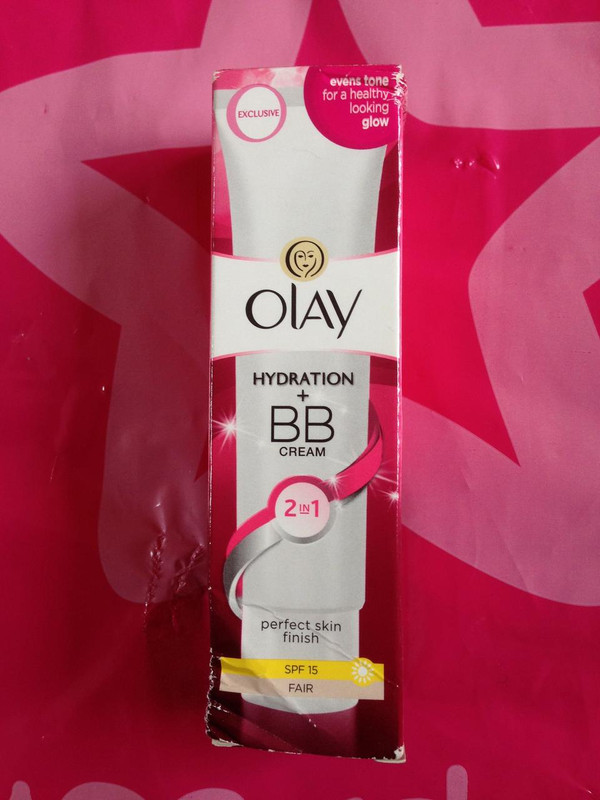 EXCLUSIVE
evens tone
for a healthy
looking
glow
OLAY
HYDRATION
+
BB
CREAM
2 IN 1
perfect skin
finish
SPF 15
FAIR